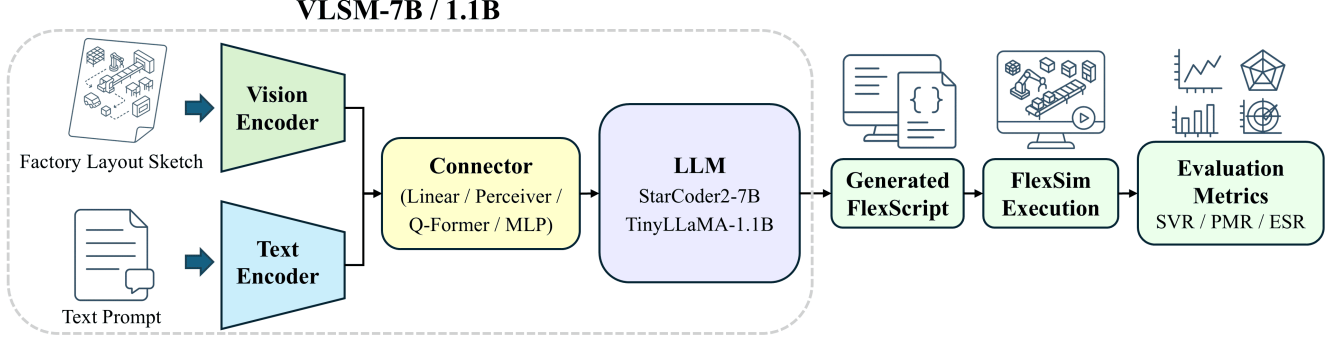 VLSM-7B / 1.1B
Factory Layout Sketch
Vision
Encoder
Text Prompt
Text
Encoder
Connector
(Linear / Perceiver /
Q-Former / MLP)
LLM
StarCoder2-7B
TinyLLaMA-1.1B
{}
Generated
FlexScript
FlexSim
Execution
Evaluation
Metrics
SVR / PMR / ESR